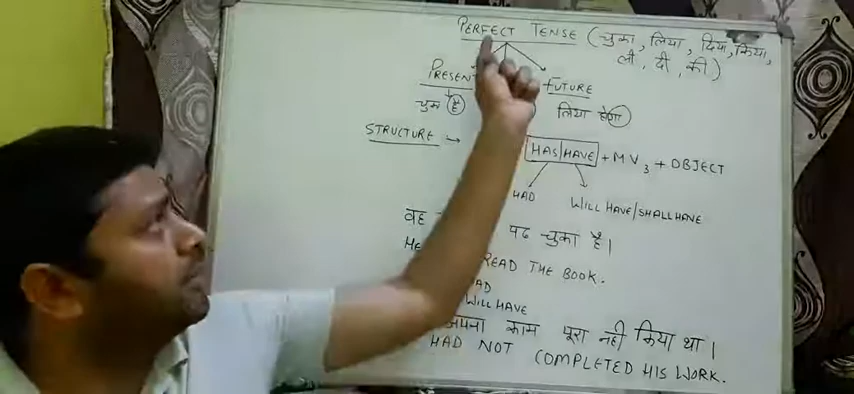 PERFECT TENSE (चुका, लिया, दिया, किया,
ली, दी, की)
PRESENT FUTURE
चुका है लिया होगा
STRUCTURE → HAS/HAVE + MV3 + OBJECT
HAD WILL HAVE/SHALL HAVE
वह पढ़ चुका है।
HE READ THE BOOK.
WILL HAVE
अपना काम पूरा नहीं किया था।
HAD NOT COMPLETED HIS WORK.